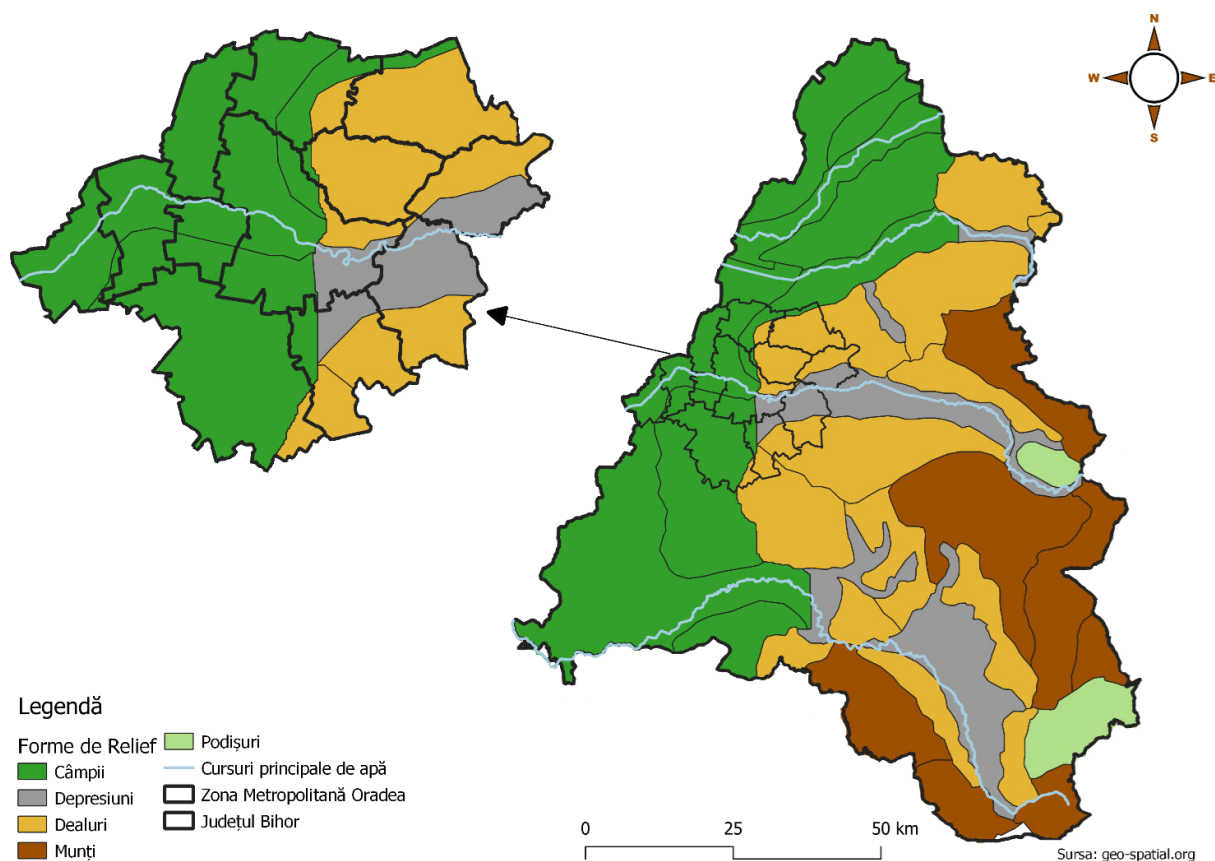 N
W E
S
Legendă
Forme de Relief
Câmpii
Depresiuni
Dealuri
Munți
Podișuri
Cursuri principale de apă
Zona Metropolitană Oradea
Județul Bihor
0 25 50 km
Sursa: geo-spatial.org